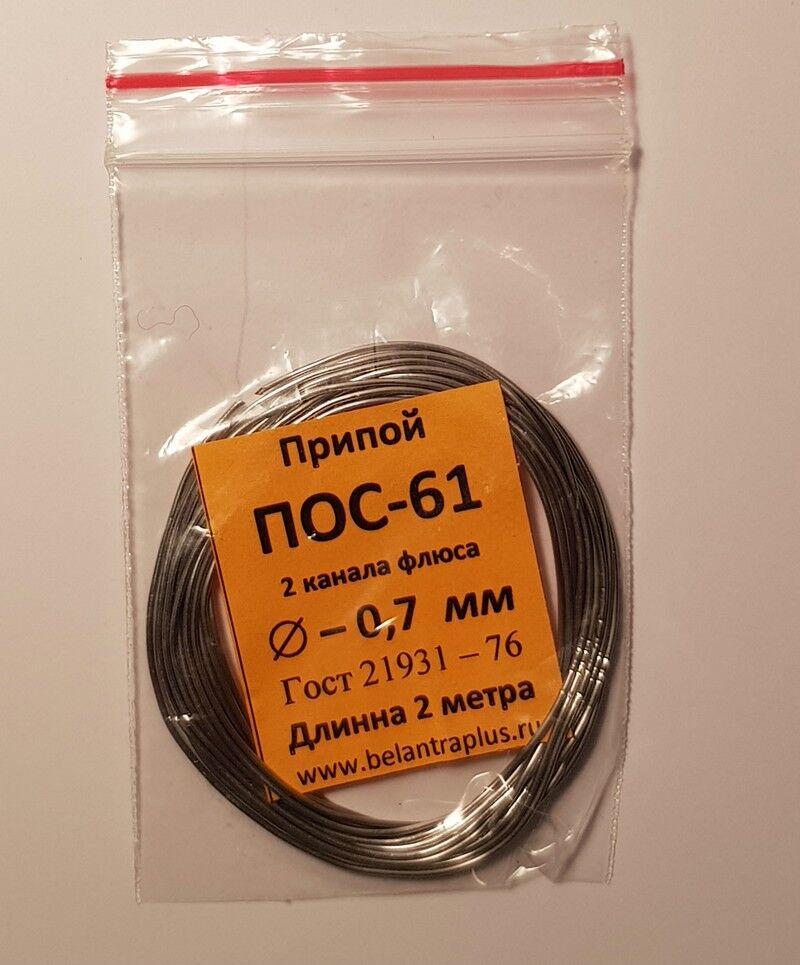 Припой
ПОС-61
2 канала флюса
∅ – 0,7 мм
Гост 21931 – 76
Длинна 2 метра
www.belantraplus.ru